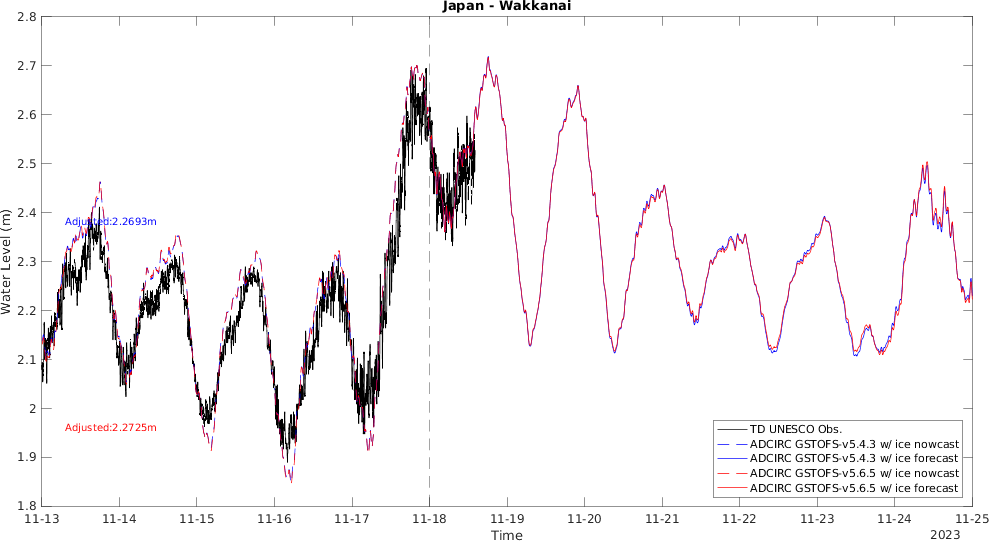 Japan - Wakkanai
2.8
2.7
2.6
2.5
2.4
2.3
2.2
2.1
2
1.9
1.8
Water Level (m)
Adjusted:2.2693m
Adjusted:2.2725m
TD UNESCO Obs.
ADCIRC GSTOFS-v5.4.3 w/ ice nowcast
ADCIRC GSTOFS-v5.4.3 w/ ice forecast
ADCIRC GSTOFS-v5.6.5 w/ ice nowcast
ADCIRC GSTOFS-v5.6.5 w/ ice forecast
11-13 11-14 11-15 11-16 11-17 11-18 11-19 11-20 11-21 11-22 11-23 11-24 11-25
Time
2023